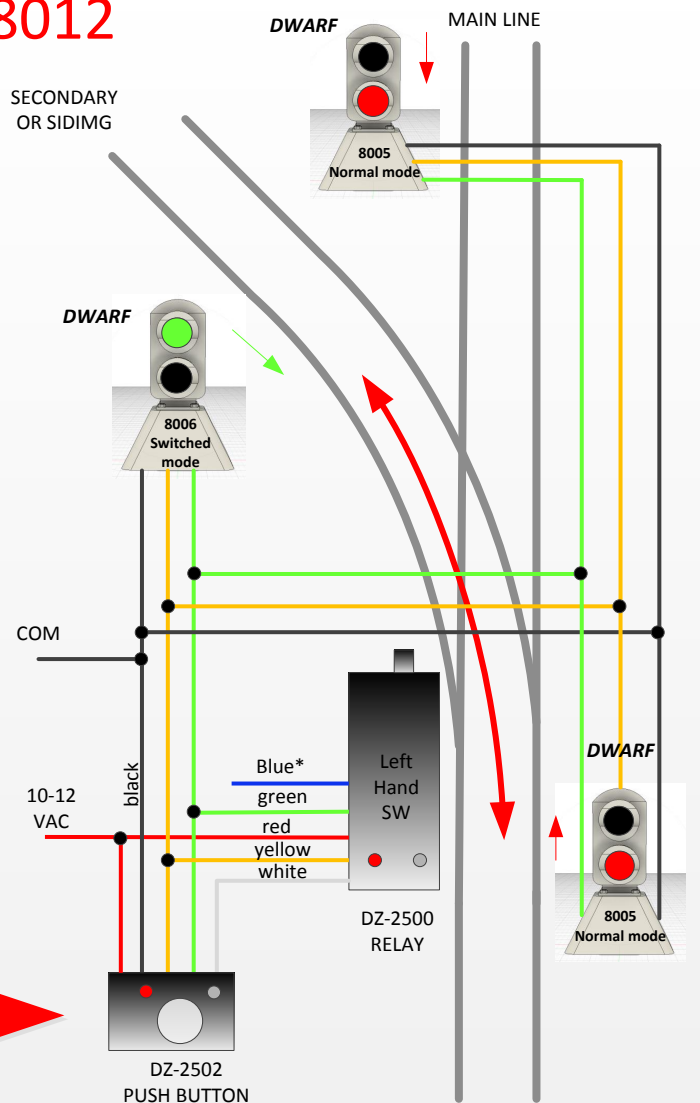 8012
DWARF
MAIN LINE
SECONDARY
OR SIDIMG
8005
Normal mode
DWARF
8006
Switched
mode
COM
black
10-12
VAC
Blue*
green
red
yellow
white
Left
Hand
SW
DZ-2500
RELAY
DWARF
8005
Normal mode
DZ-2502
PUSH BUTTON